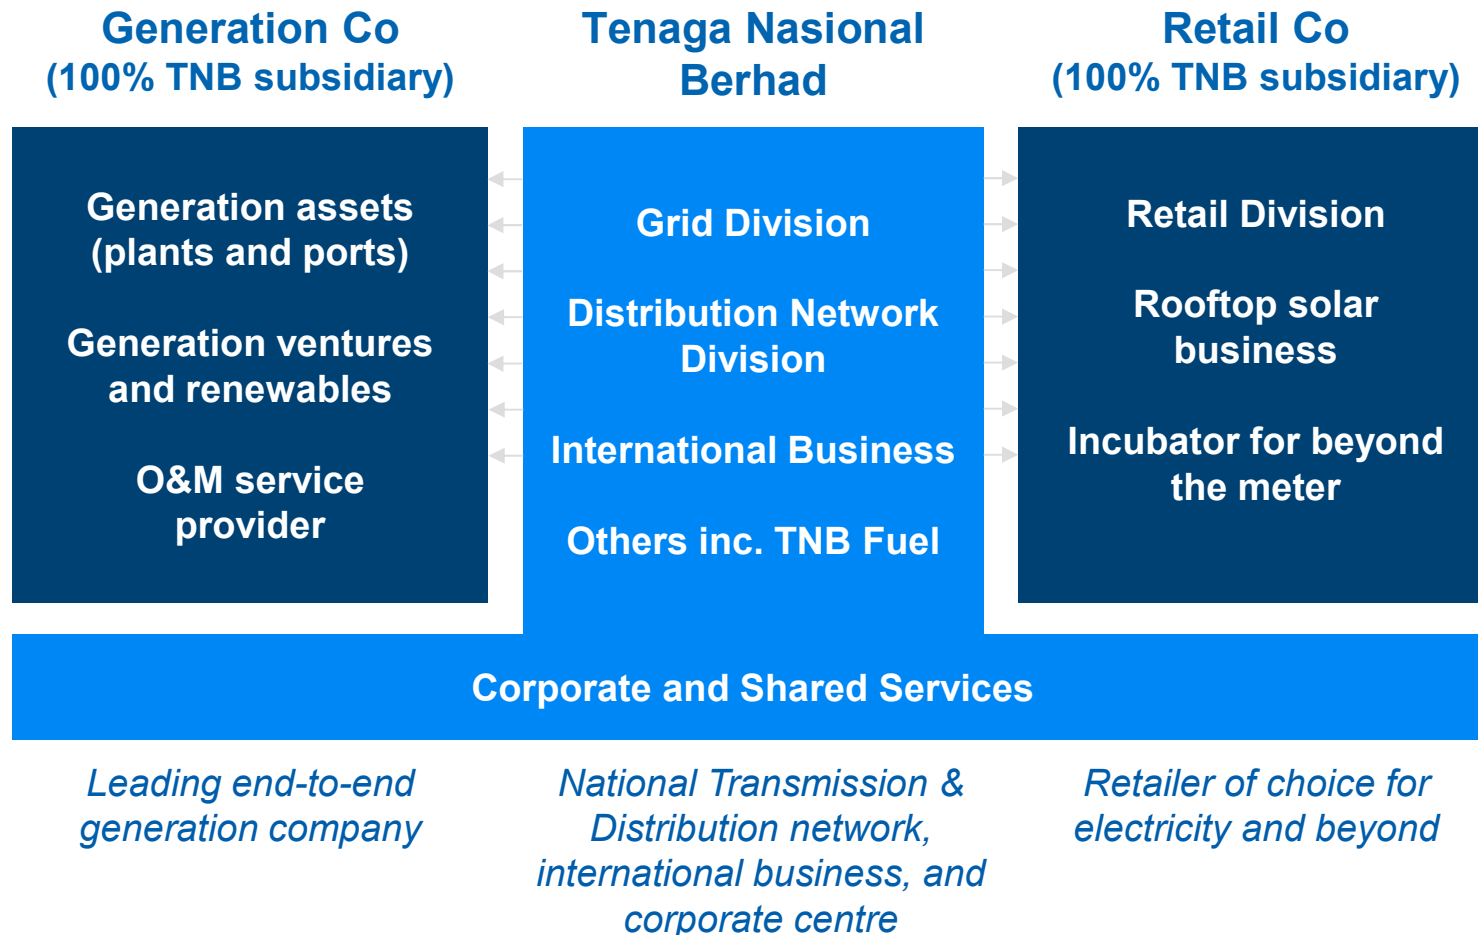 Generation Co
(100% TNB subsidiary)
Generation assets
(plants and ports)
Generation ventures
and renewables
O&M service
provider
Tenaga Nasional
Berhad
Grid Division
Distribution Network
Division
International Business
Others inc. TNB Fuel
Retail Co
(100% TNB subsidiary)
Retail Division
Rooftop solar
business
Incubator for beyond
the meter
Corporate and Shared Services
Leading end-to-end
generation company
National Transmission &
Distribution network,
international business, and
corporate centre
Retailer of choice for
electricity and beyond